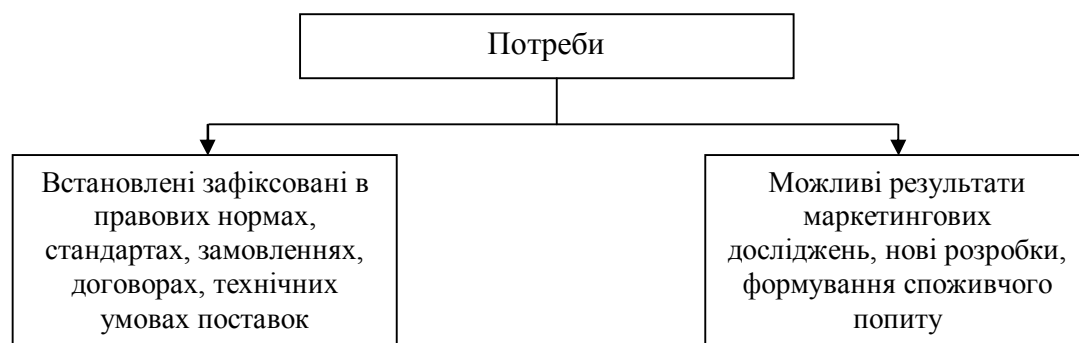 Потреби
Встановлені зафіксовані в
правових нормах,
стандартах, замовленнях,
договорах, технічних
умовах поставок
Можливі результати
маркетингових
досліджень, нові розробки,
формування споживчого
попиту